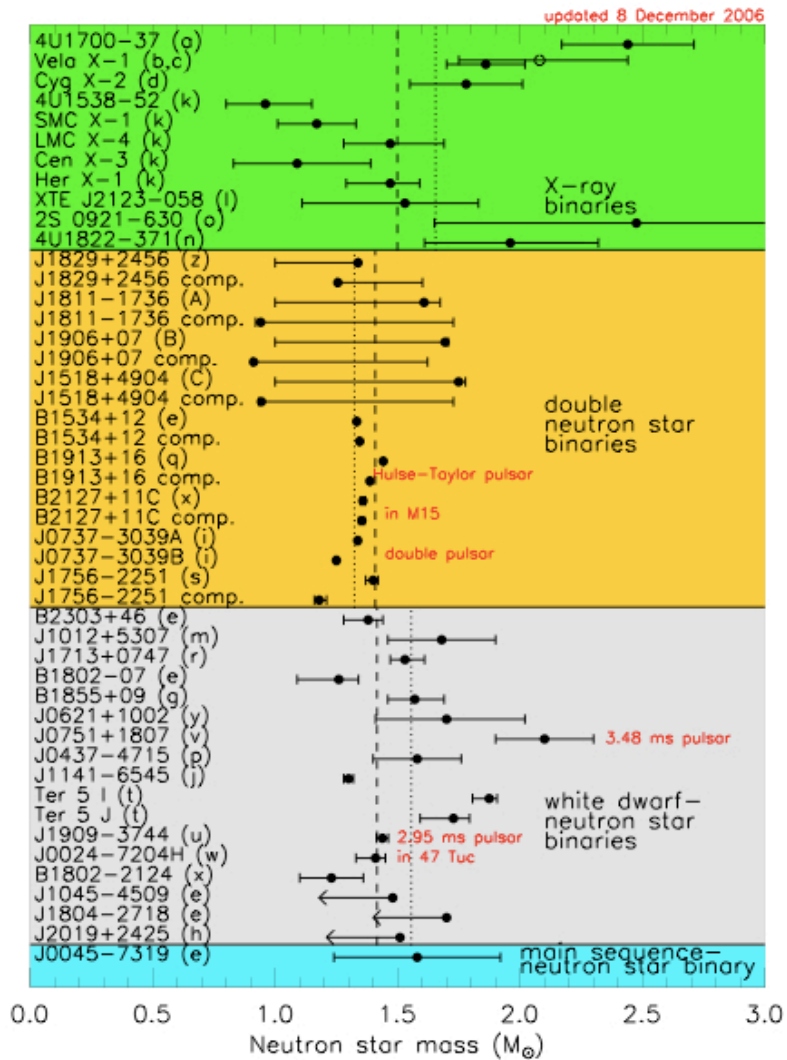 updated 8 December 2006
4U1700-37 (a)
Vela X-1 (b,c)
Cyg X-2 (d)
4U1538-52 (k)
SMC X-1 (k)
LMC X-4 (k)
Cen X-3 (k)
Her X-1 (k)
XTE J2123-058 (l)
2S 0921-630 (o)
4U1822-371(n)
X-ray
binaries
J1829+2456 (z)
J1829+2456 comp.
J1811-1736 (A)
J1811-1736 comp.
J1906+07 (B)
J1906+07 comp.
J1518+4904 (C)
J1518+4904 comp.
B1534+12 (e)
B1534+12 comp.
B1913+16 (q)
B1913+16 comp.
B2127+11C (x)
B2127+11C comp.
J0737-3039A (i)
J0737-3039B (i)
J1756-2251 (s)
J1756-2251 comp.
double
neutron star
binaries
Hulse-Taylor pulsar
in M15
double pulsar
B2303+46 (e)
J1012+5307 (m)
J1713+0747 (r)
B1802-07 (e)
B1855+09 (g)
J0621+1002 (y)
J0751+1807 (v)
J0437-4715 (p)
J1141-6545 (j)
Ter 5 I (t)
Ter 5 J (t)
J1909-3744 (u)
J0024-7204H (w)
B1802-2124 (x)
J1045-4509 (e)
J1804-2718 (e)
J2019+2425 (h)
3.48 ms pulsar
white dwarf-
neutron star
binaries
2.95 ms pulsar
in 47 Tuc
J0045-7319 (e)
main sequence-
neutron star binary
0.0 0.5 1.0 1.5 2.0 2.5 3.0
Neutron star mass (M☉)